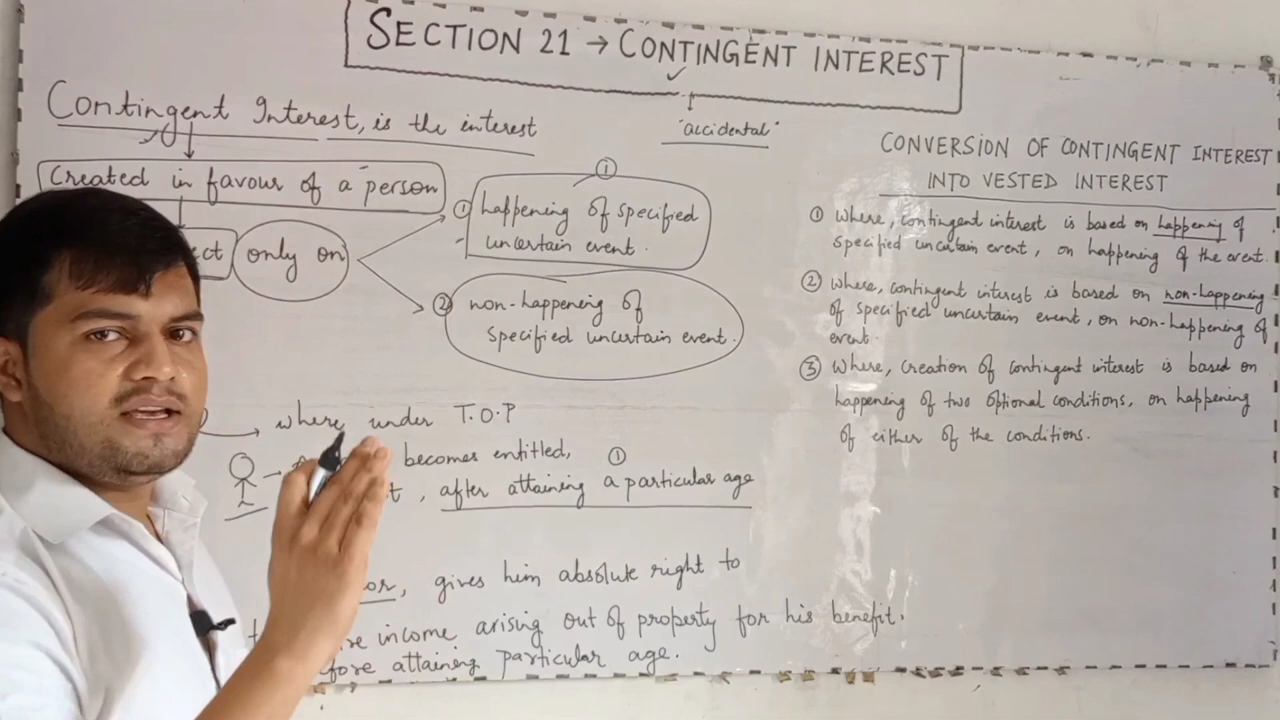 SECTION 21 → CONTINGENT INTEREST
"accidental"
Contingent Interest, is the interest
Created in favour of a person
ect only on
① happening of specified
uncertain event.
①
② non-happening of
specified uncertain event.
where under T.O.P
becomes entitled,
t, after attaining a particular age
①
or, gives him absolute right to
income arising out of property for his benefit.
fore attaining particular age.
CONVERSION OF CONTINGENT INTEREST
INTO VESTED INTEREST
① Where, contingent interest is based on happening of
specified uncertain event, on happening of the event.
② Where, contingent interest is based on non-happening
of specified uncertain event, on non-happening of
event.
③ Where, creation of contingent interest is based on
happening of two optional conditions, on happening
of either of the conditions.